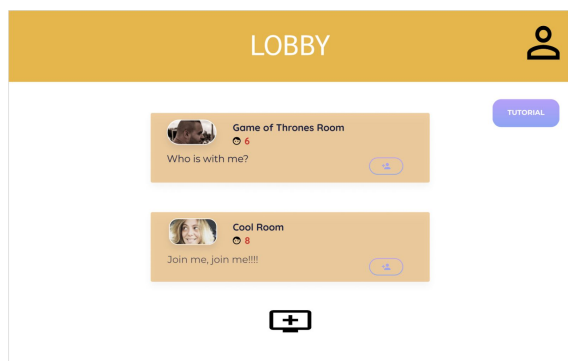 LOBBY
TUTORIAL
Game of Thrones Room
6
Who is with me?
Cool Room
8
Join me, join me!!!!